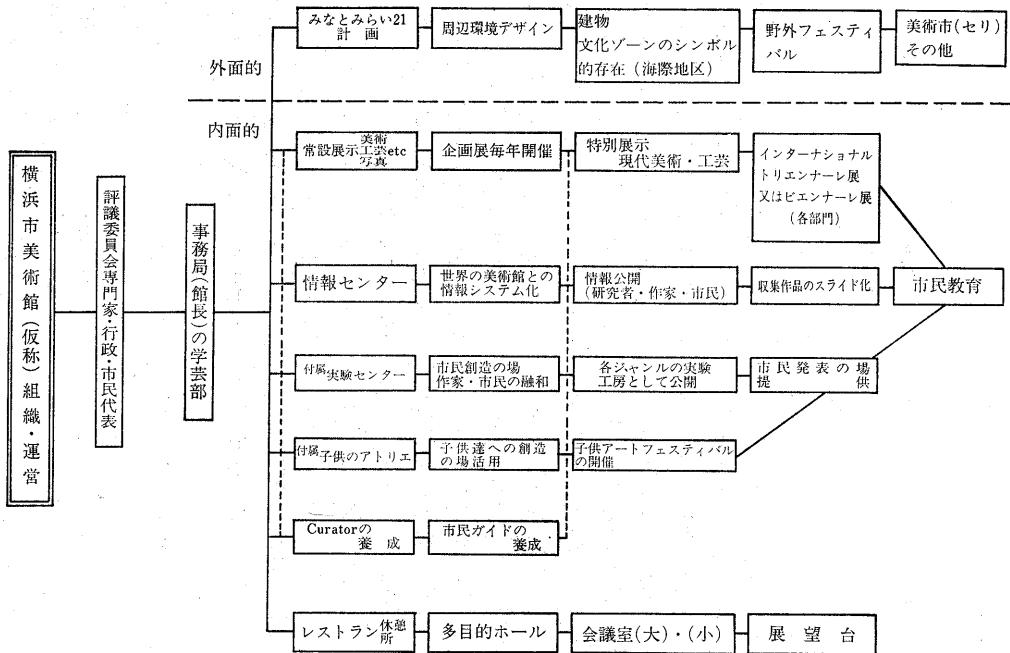 みなとみらい21
計画
周辺環境デザイン
建物
文化ゾーンのシンボル
的存在(海際地区)
野外フェスティ
バル
美術市(セリ)
その他
外面的
内面的
横浜市美術館(仮称)組織・運営
評議委員会専門家・行政・市民代表
事務局(館長)の学芸部
常設展示 美術
工芸etc
写真
企画展毎年開催
特別展示
現代美術・工芸
インターナショナル
トリエンナーレ展
又はビエンナーレ展
(各部門)
情報センター
世界の美術館との
情報システム化
情報公開
(研究者・作家・市民)
収集作品のスライド化
市民教育
付属実験センター
市民創造の場
作家・市民の融和
各ジャンルの実験
工房として公開
市民発表の場
提供
付属子供のアトリエ
子供達への創造
の場活用
子供アートフェスティバル
の開催
Curatorの
養成
市民ガイドの
養成
レストラン休憩
所
多目的ホール
会議室(大)・(小)
展望台